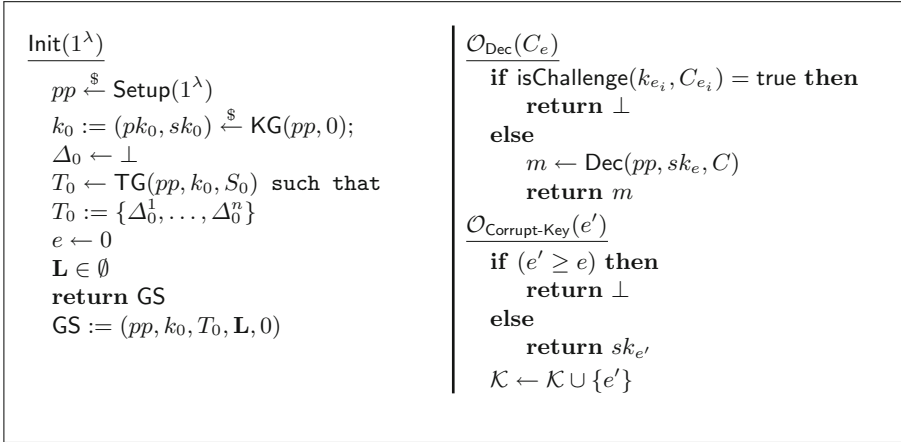 Init(1^λ)
pp ←$ Setup(1^λ)
k_0 := (pk_0, sk_0) ←$ KG(pp, 0);
Δ_0 ← ⊥
T_0 ← TG(pp, k_0, S_0) such that
T_0 := {Δ_0^1, . . . , Δ_0^n}
e ← 0
L ∈ ∅
return GS
GS := (pp, k_0, T_0, L, 0)
O_Dec(C_e)
if isChallenge(k_{e_i}, C_{e_i}) = true then
return ⊥
else
m ← Dec(pp, sk_e, C)
return m
O_Corrupt-Key(e′)
if (e′ ≥ e) then
return ⊥
else
return sk_{e′}
K ← K ∪ {e′}